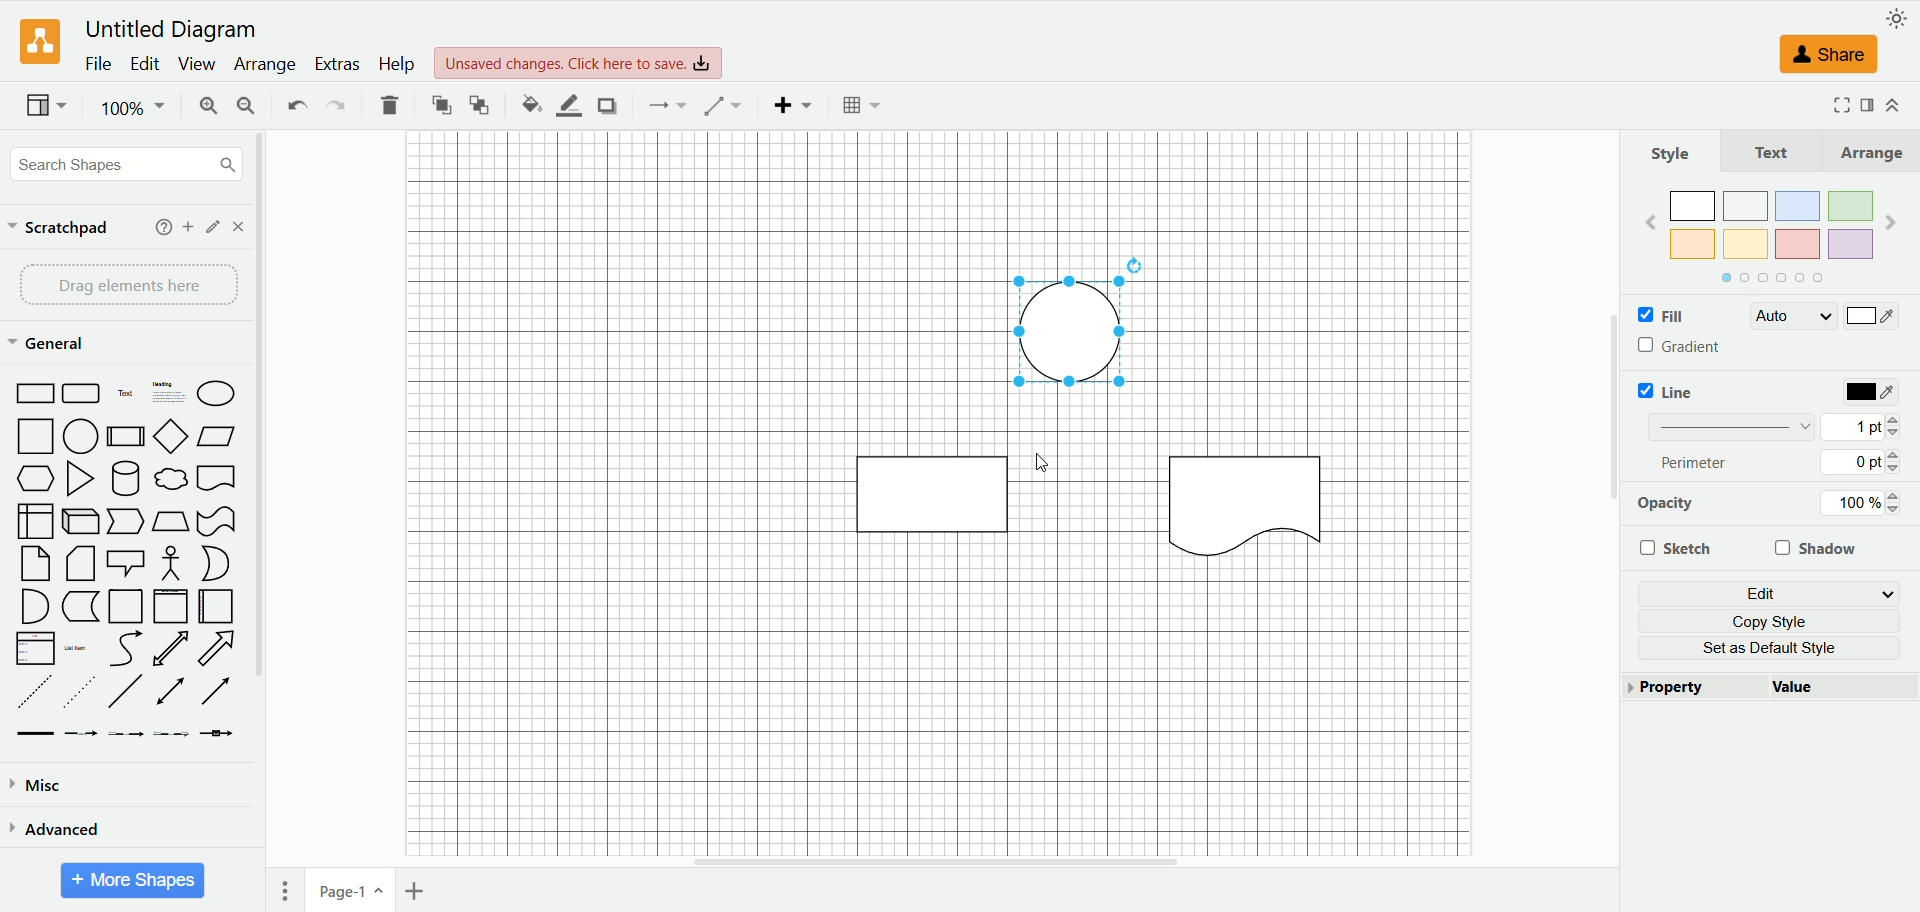 Untitled Diagram
File Edit View Arrange Extras Help Unsaved changes. Click here to save.
Share
100%
Search Shapes
Scratchpad
Drag elements here
General
Text
Heading
List Item
Misc
Advanced
+ More Shapes
Page-1
Style Text Arrange
Fill Auto
Gradient
Line
1 pt
Perimeter 0 pt
Opacity 100 %
Sketch Shadow
Edit
Copy Style
Set as Default Style
Property Value